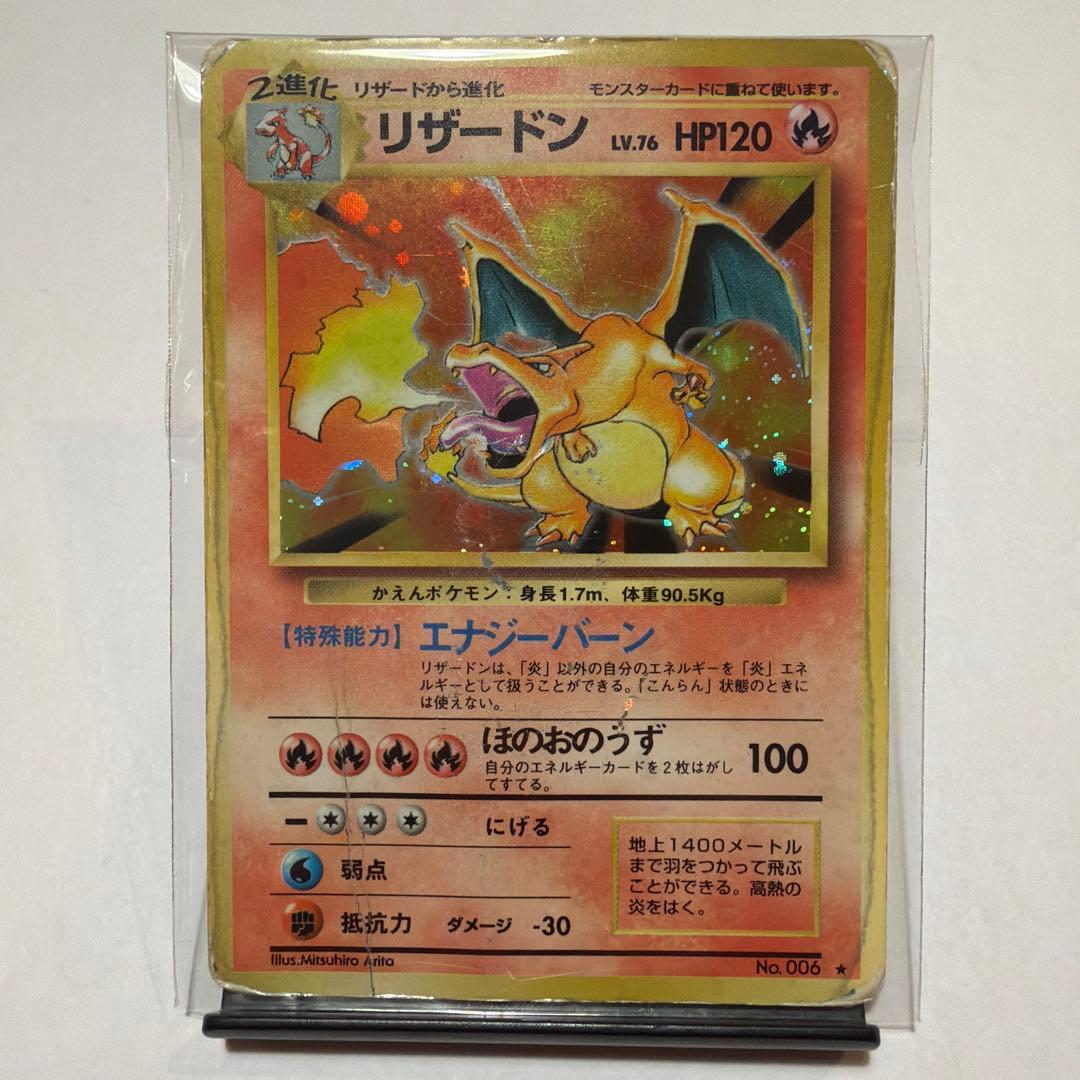 2進化 リザードから進化 モンスターカードに重ねて使います。
リザードン LV.76 HP120
かえんポケモン:身長1.7m、体重90.5Kg
【特殊能力】 エナジーバーン
リザードンは、「炎」以外の自分のエネルギーを「炎」エネ
ルギーとして扱うことができる。『こんらん』状態のときに
は使えない。
ほのおのうず 100
自分のエネルギーカードを2枚はがし
てすてる。
ー にげる
弱点
抵抗力 ダメージ -30
地上1400メートル
まで羽をつかって飛ぶ
ことができる。高熱の
炎をはく。
Illus.Mitsuhiro Arita
No. 006 ★